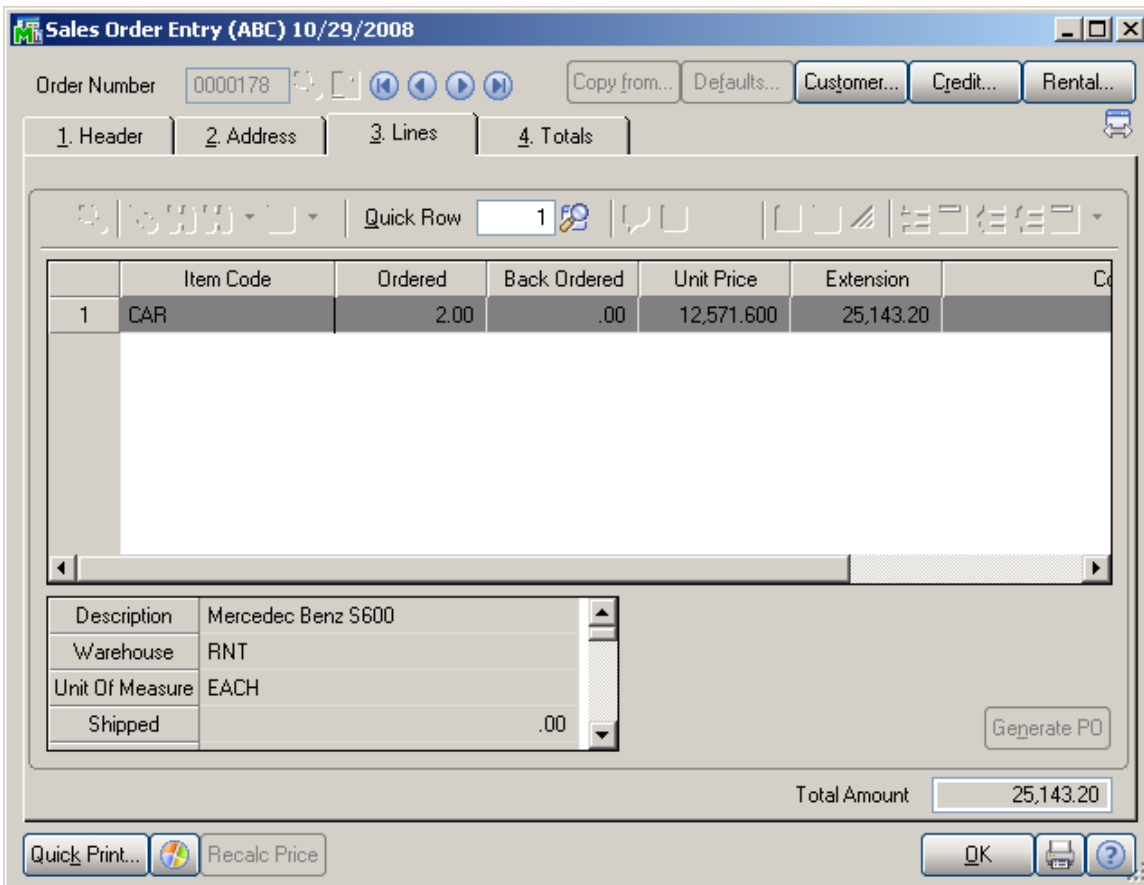 Sales Order Entry (ABC) 10/29/2008
Order Number 0000178 Copy from... Defaults... Customer... Credit... Rental...
1. Header 2. Address 3. Lines 4. Totals
Quick Row 1
Item Code Ordered Back Ordered Unit Price Extension
1 CAR 2.00 .00 12,571.600 25,143.20
Description Mercedec Benz S600
Warehouse RNT
Unit Of Measure EACH
Shipped .00
Generate PO
Total Amount 25,143.20
Quick Print... Recalc Price OK